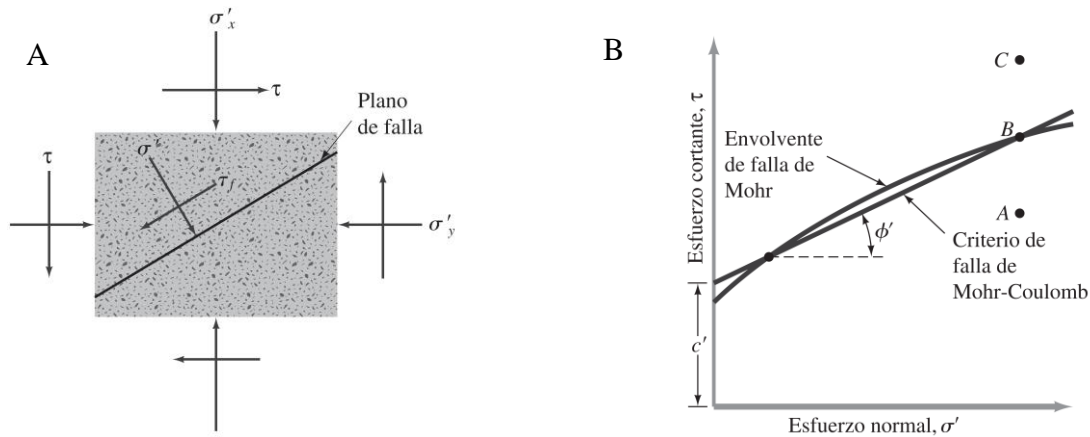 A
σ'x
τ
Plano
de falla
τ
σ'
τf
σ'y
B
Esfuerzo cortante, τ
C
B
A
Envolvente
de falla de
Mohr
ϕ'
Criterio de
falla de
Mohr-Coulomb
c'
Esfuerzo normal, σ'